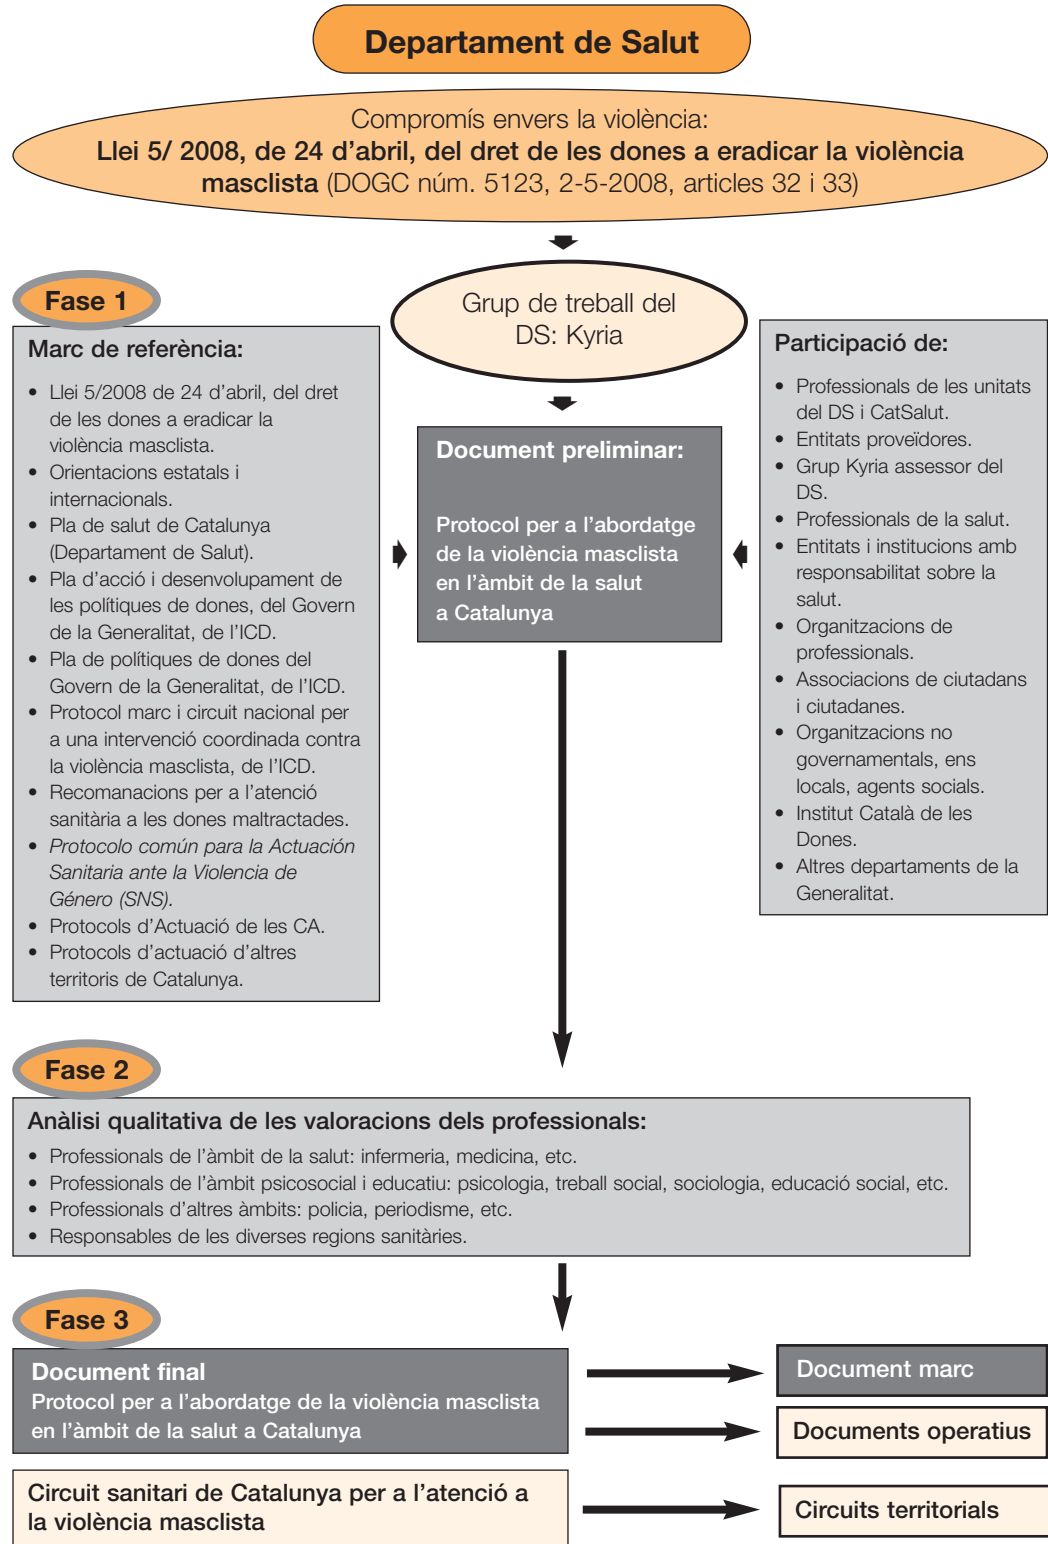 Departament de Salut
Compromís envers la violència:
Llei 5/ 2008, de 24 d’abril, del dret de les dones a eradicar la violència
masclista (DOGC núm. 5123, 2-5-2008, articles 32 i 33)
Grup de treball del
DS: Kyria
Fase 1
Marc de referència:
• Llei 5/2008 de 24 d’abril, del dret
de les dones a eradicar la
violència masclista.
• Orientacions estatals i
internacionals.
• Pla de salut de Catalunya
(Departament de Salut).
• Pla d’acció i desenvolupament de
les polítiques de dones, del Govern
de la Generalitat, de l’ICD.
• Pla de polítiques de dones del
Govern de la Generalitat, de l’ICD.
• Protocol marc i circuit nacional per
a una intervenció coordinada contra
la violència masclista, de l’ICD.
• Recomanacions per a l’atenció
sanitària a les dones maltractades.
• Protocolo común para la Actuación
Sanitaria ante la Violencia de
Género (SNS).
• Protocols d’Actuació de les CA.
• Protocols d’actuació d’altres
territoris de Catalunya.
Document preliminar:
Protocol per a l’abordatge
de la violència masclista
en l’àmbit de la salut
a Catalunya
Participació de:
• Professionals de les unitats
del DS i CatSalut.
• Entitats proveïdores.
• Grup Kyria assessor del
DS.
• Professionals de la salut.
• Entitats i institucions amb
responsabilitat sobre la
salut.
• Organitzacions de
professionals.
• Associacions de ciutadans
i ciutadanes.
• Organitzacions no
governamentals, ens
locals, agents socials.
• Institut Català de les
Dones.
• Altres departaments de la
Generalitat.
Fase 2
Anàlisi qualitativa de les valoracions dels professionals:
• Professionals de l’àmbit de la salut: infermeria, medicina, etc.
• Professionals de l’àmbit psicosocial i educatiu: psicologia, treball social, sociologia, educació social, etc.
• Professionals d’altres àmbits: policia, periodisme, etc.
• Responsables de les diverses regions sanitàries.
Fase 3
Document final
Protocol per a l’abordatge de la violència masclista
en l’àmbit de la salut a Catalunya
Document marc
Documents operatius
Circuit sanitari de Catalunya per a l’atenció a
la violència masclista
Circuits territorials